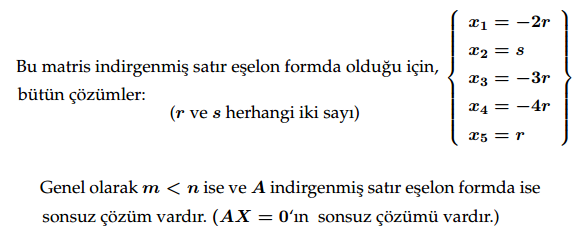 Bu matris indirgenmiş satır eşelon formda olduğu için,
bütün çözümler:
(r ve s herhangi iki sayı)
x₁ = −2r
x₂ = s
x₃ = −3r
x₄ = −4r
x₅ = r
Genel olarak m < n ise ve A indirgenmiş satır eşelon formda ise
sonsuz çözüm vardır. (AX = 0'ın sonsuz çözümü vardır.)